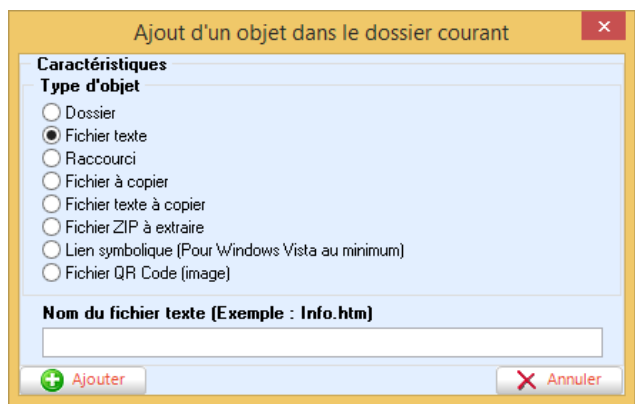 Ajout d'un objet dans le dossier courant
Caractéristiques
Type d'objet
Dossier
Fichier texte
Raccourci
Fichier à copier
Fichier texte à copier
Fichier ZIP à extraire
Lien symbolique (Pour Windows Vista au minimum)
Fichier QR Code (image)
Nom du fichier texte (Exemple : Info.htm)
Ajouter
Annuler